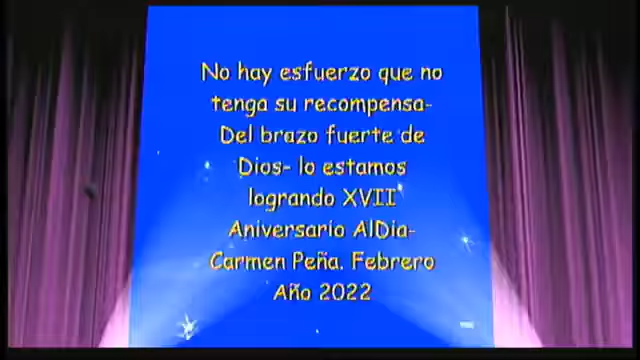 No hay esfuerzo que no
tenga su recompensa-
Del brazo fuerte de
Dios- lo estamos
logrando XVII
Aniversario AlDia-
Carmen Peña. Febrero
Año 2022